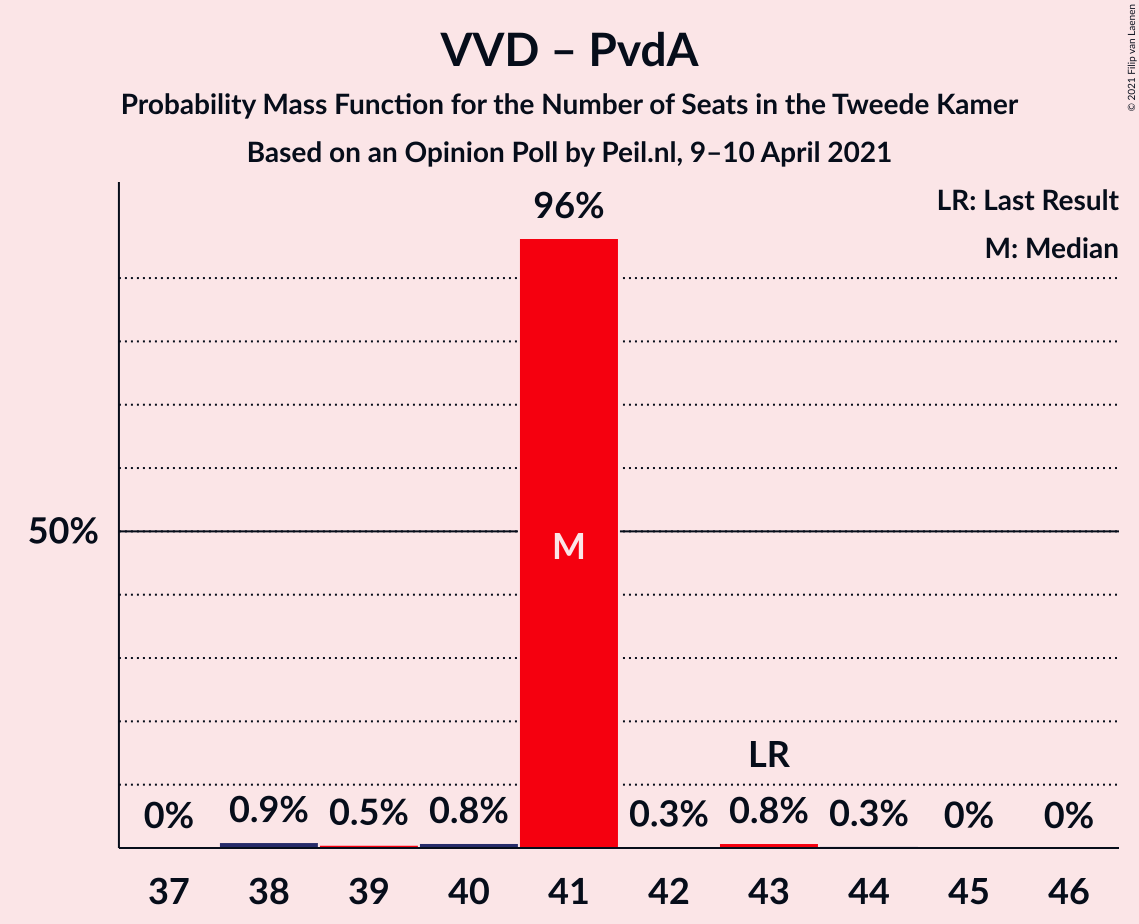 VVD – PvdA
Probability Mass Function for the Number of Seats in the Tweede Kamer
Based on an Opinion Poll by Peil.nl, 9–10 April 2021
© 2021 Filip van Laenen
LR: Last Result
M: Median
96%
50%
M
LR
0% 0.9% 0.5% 0.8% 0.3% 0.8% 0.3% 0% 0%
37 38 39 40 41 42 43 44 45 46